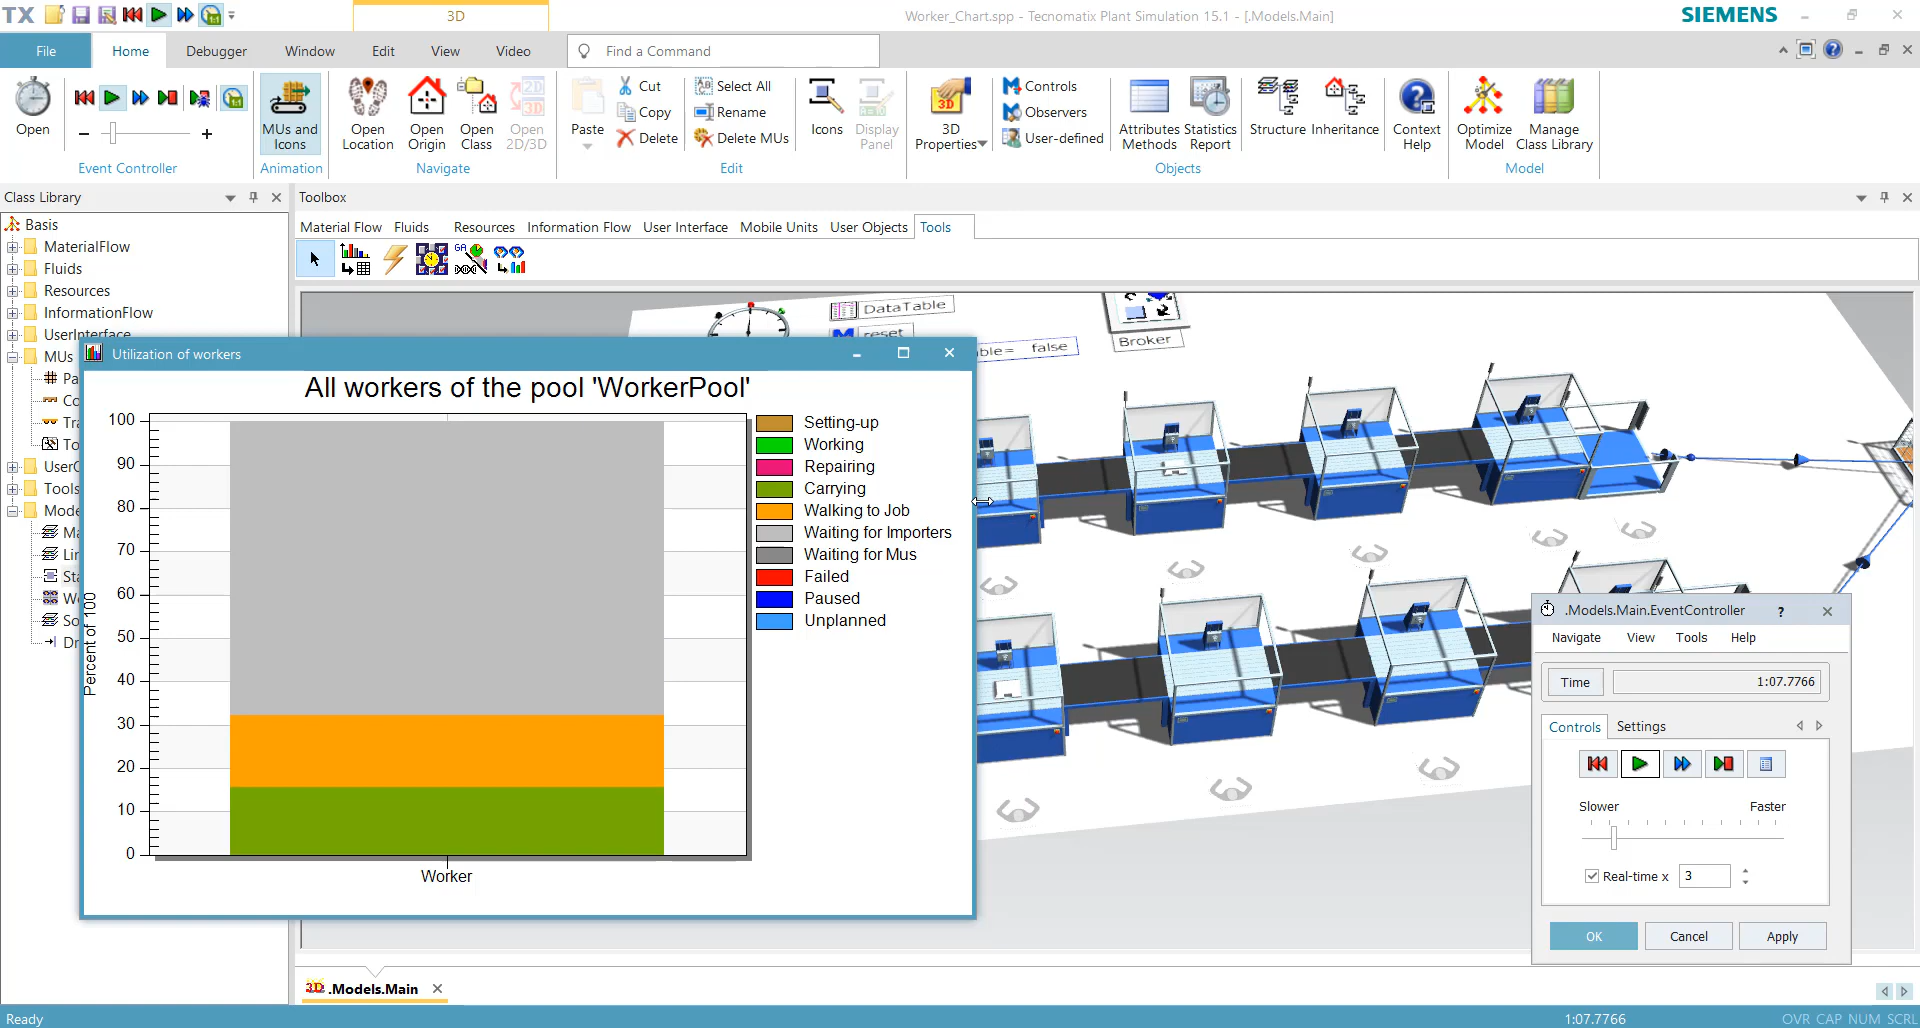 TX
3D
Worker_Chart.spp - Tecnomatix Plant Simulation 15.1 - [.Models.Main]
SIEMENS
File Home Debugger Window Edit View Video Find a Command
Open
Event Controller
MUs and Icons
Animation
Open Location
Open Origin
Open Class
Open 2D/3D
Navigate
Paste
Cut
Copy
Delete
Select All
Rename
Delete MUs
Edit
Icons
Display Panel
3D Properties
Controls
Observers
User-defined
Attributes Methods
Statistics Report
Objects
Structure
Inheritance
Context Help
Optimize Model
Manage Class Library
Model
Class Library
Toolbox
Basis
MaterialFlow
Fluids
Resources
InformationFlow
UserInterface
MUs
Material Flow Fluids Resources Information Flow User Interface Mobile Units User Objects Tools
DataTable
reset
false
Broker
Utilization of workers
All workers of the pool 'WorkerPool'
Percent of 100
100
90
80
70
60
50
40
30
20
10
0
Worker
Setting-up
Working
Repairing
Carrying
Walking to Job
Waiting for Importers
Waiting for Mus
Failed
Paused
Unplanned
Tools
.Models.Main.EventController ?
Navigate View Tools Help
Time 1:07.7766
Controls Settings
Slower Faster
Real-time x 3
OK Cancel Apply
3D .Models.Main
Ready 1:07.7766 OVR CAP NUM SCRL